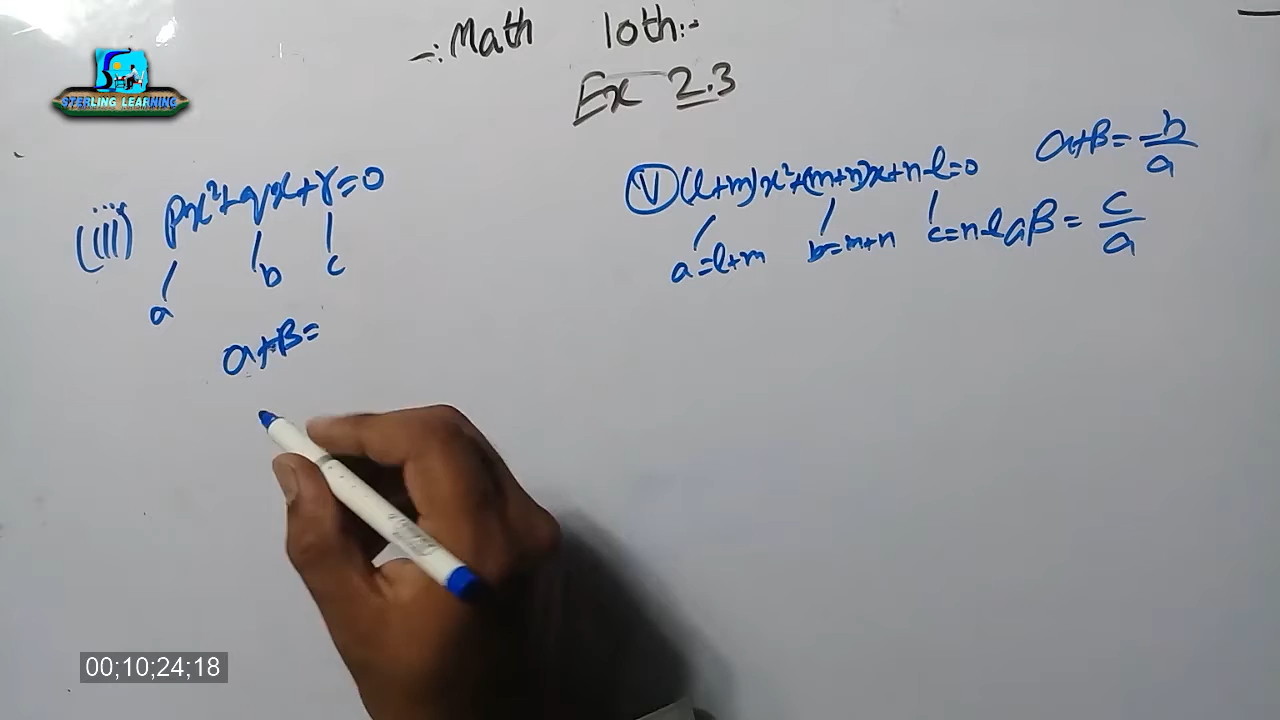 -: Math 10th:-
Ex 2.3
STERLING LEARNING
(iii) px²+qx+r=0
a b c
α+β=
(V) (l+m)x²+(m+n)x+n-l=0
a=l+m b=m+n c=n-l
α+β= -b/a
αβ= c/a
00;10;24;18